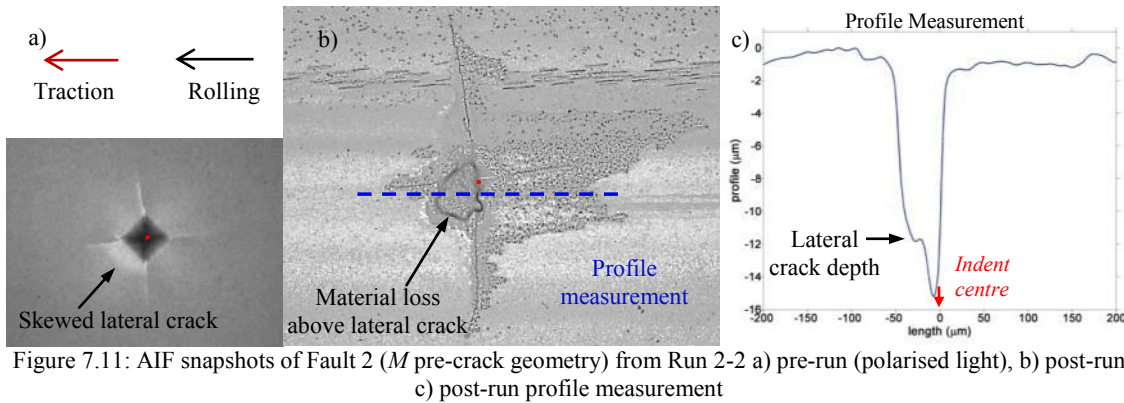 a)
Traction
Rolling
Skewed lateral crack
b)
Material loss
above lateral crack
Profile
measurement
c)
Profile Measurement
profile (μm)
0
-2
-4
-6
-8
-10
-12
-14
-16
Lateral
crack depth
Indent
centre
-200 -150 -100 -50 0 50 100 150 200
length (μm)
Figure 7.11: AIF snapshots of Fault 2 (M pre-crack geometry) from Run 2-2 a) pre-run (polarised light), b) post-run
c) post-run profile measurement